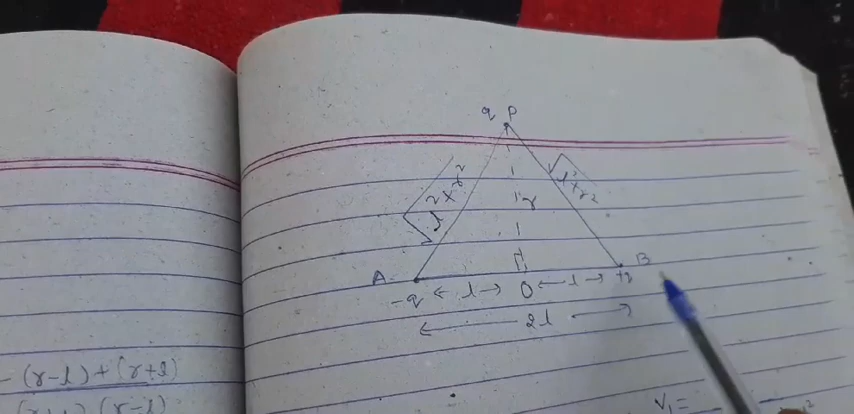 q P
√l²+r²
r
√l²+r²
A
B
-q ← l → O ← l → +q
← 2l →
- (r-l) + (r+l)
(r+l) (r-l)
V₁ =